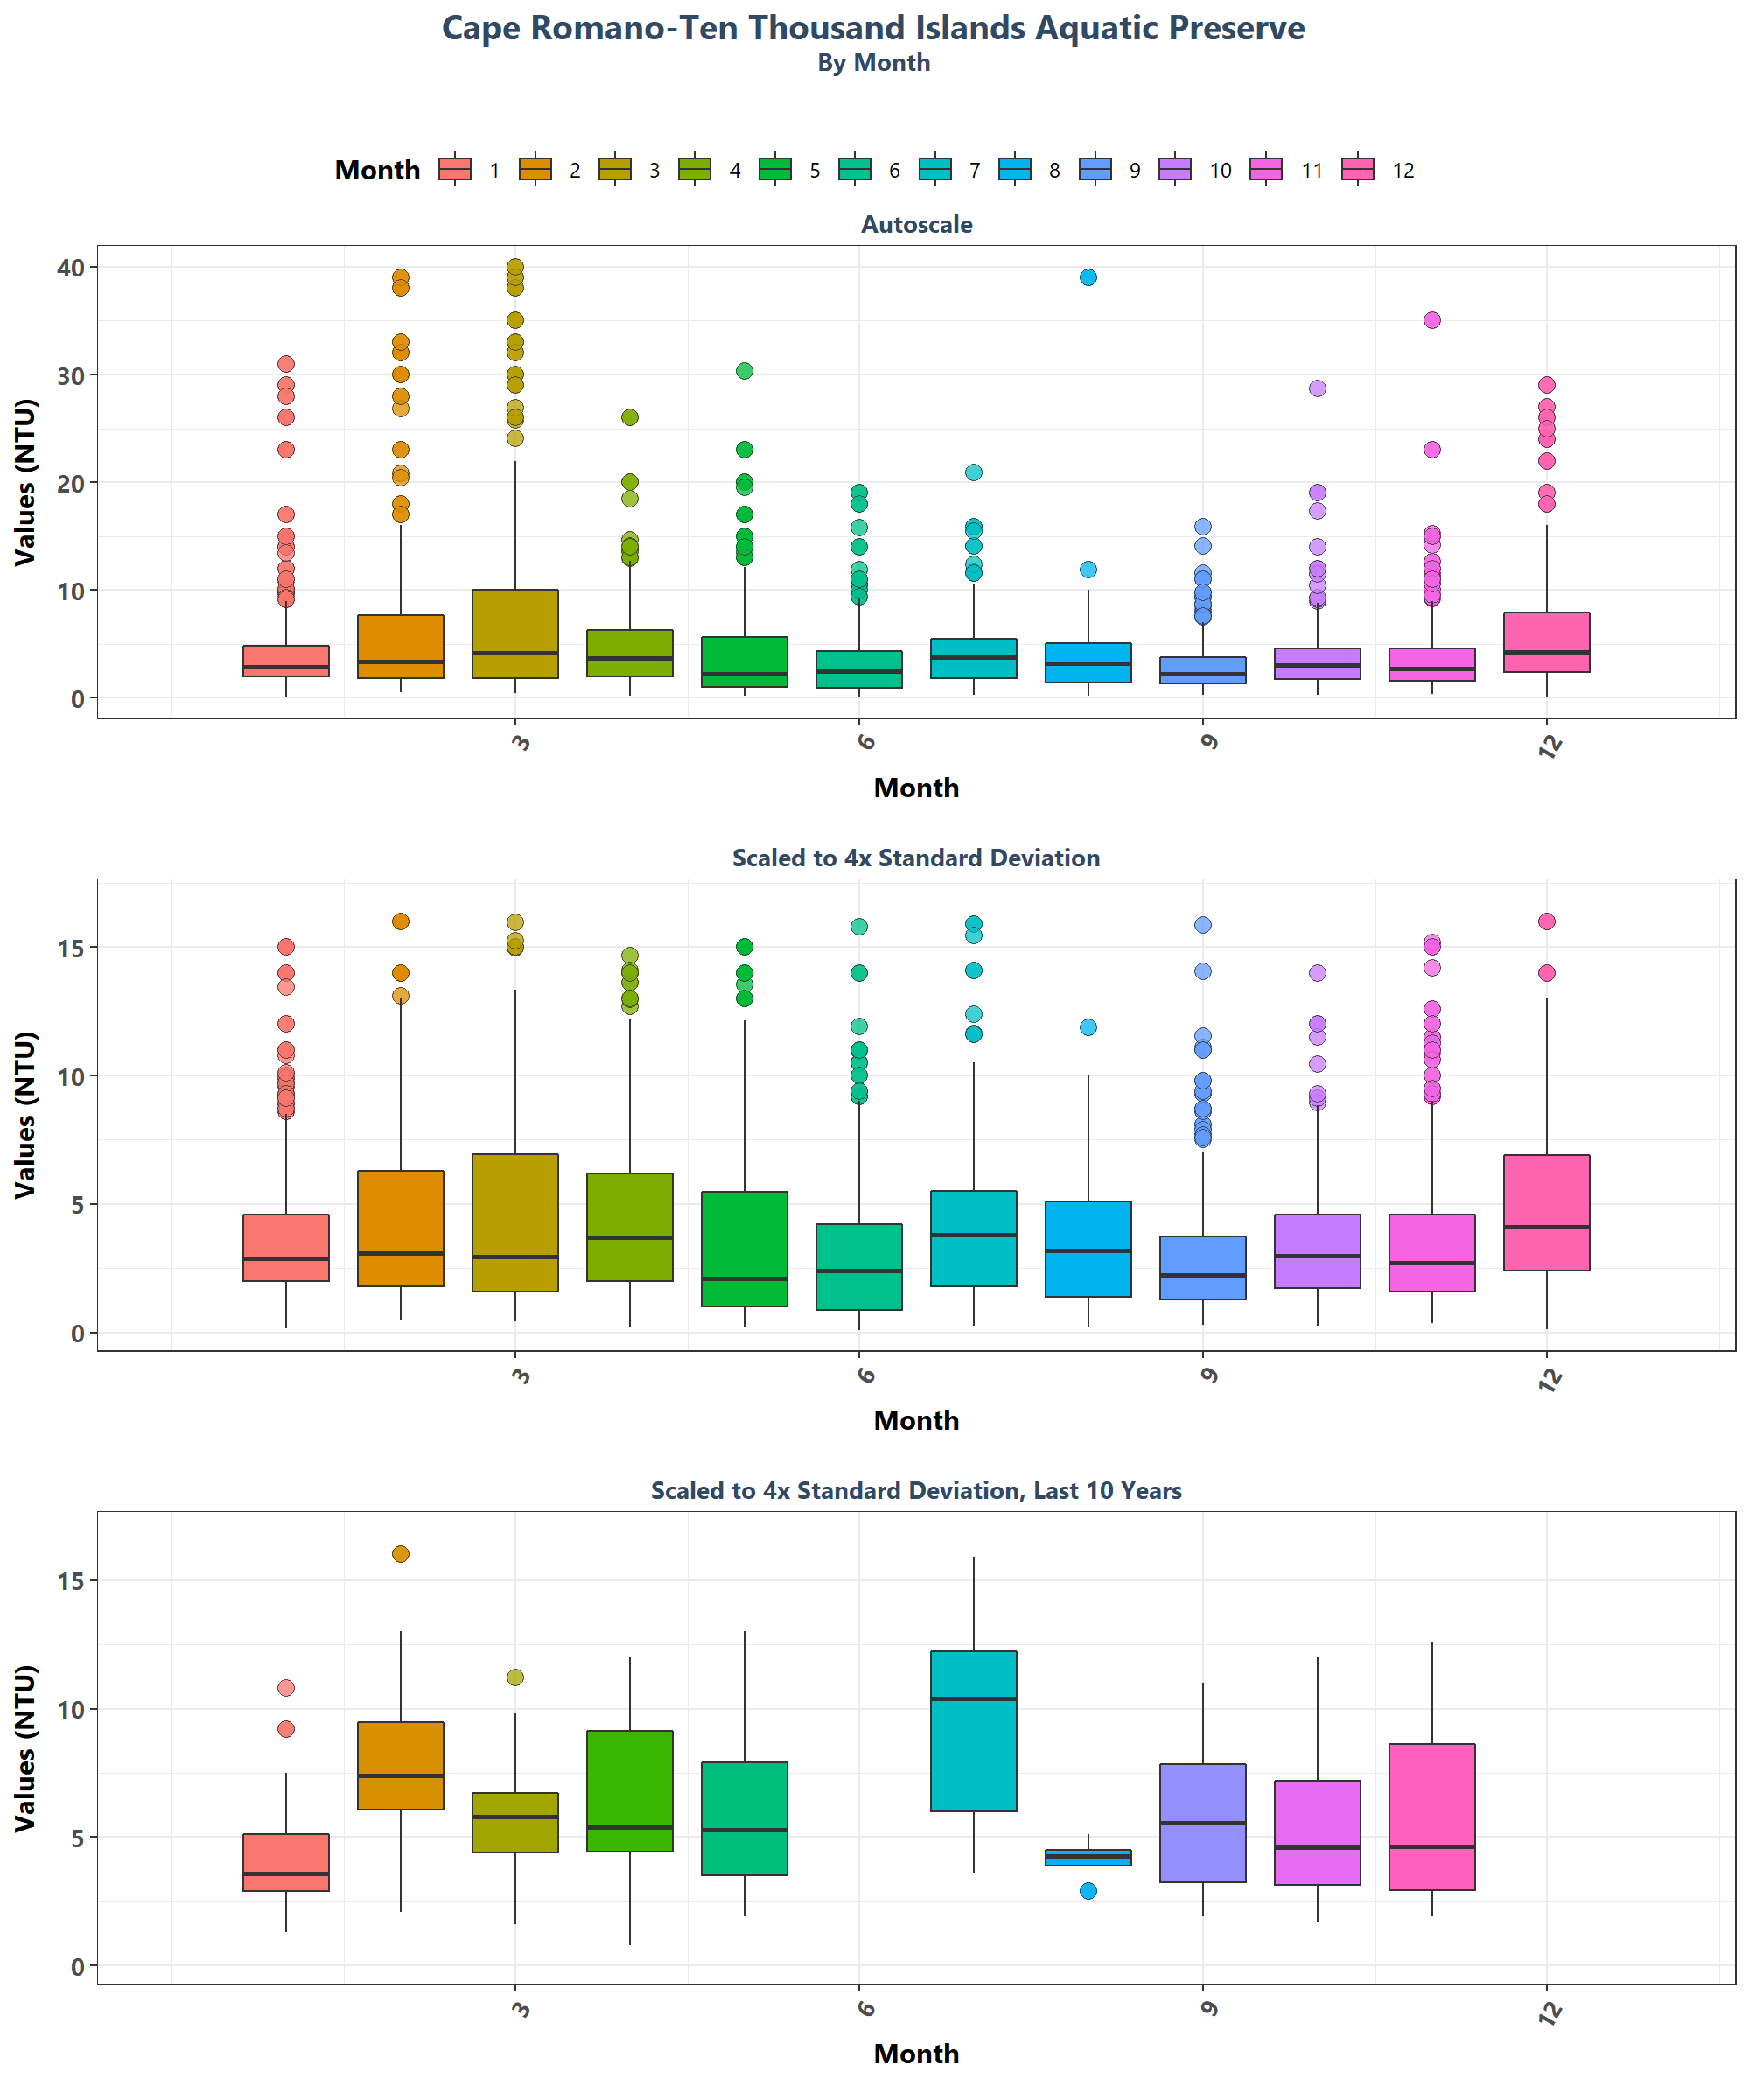 Cape Romano-Ten Thousand Islands Aquatic Preserve
By Month
Month 1 2 3 4 5 6 7 8 9 10 11 12
Autoscale
Values (NTU)
40
30
20
10
0
3 6 9 12
Month
Scaled to 4x Standard Deviation
Values (NTU)
15
10
5
0
3 6 9 12
Month
Scaled to 4x Standard Deviation, Last 10 Years
Values (NTU)
15
10
5
0
3 6 9 12
Month